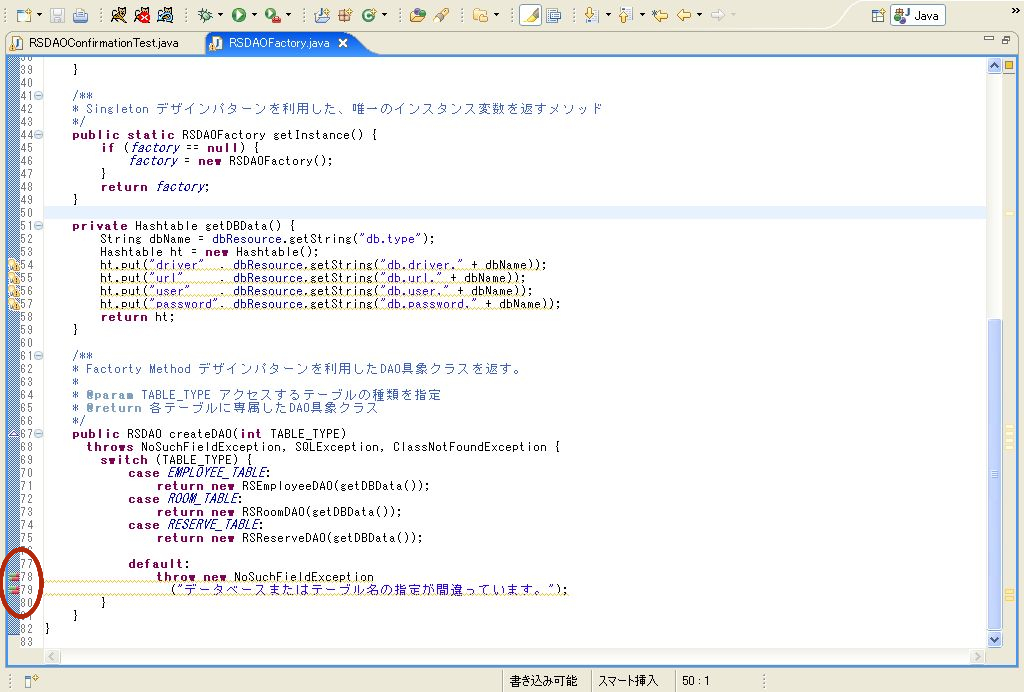 Java
RSDAOConfirmationTest.java
RSDAOFactory.java
38
39 }
40
41 /**
42 * Singleton デザインパターンを利用した、唯一のインスタンス変数を返すメソッド
43 */
44 public static RSDAOFactory getInstance() {
45 if (factory == null) {
46 factory = new RSDAOFactory();
47 }
48 return factory;
49 }
50
51 private Hashtable getDBData() {
52 String dbName = dbResource.getString("db.type");
53 Hashtable ht = new Hashtable();
54 ht.put("driver" , dbResource.getString("db.driver." + dbName));
55 ht.put("url" , dbResource.getString("db.url." + dbName));
56 ht.put("user" , dbResource.getString("db.user." + dbName));
57 ht.put("password", dbResource.getString("db.password." + dbName));
58 return ht;
59 }
60
61 /**
62 * Factorty Method デザインパターンを利用したDAO具象クラスを返す。
63 *
64 * @param TABLE_TYPE アクセスするテーブルの種類を指定
65 * @return 各テーブルに専属したDAO具象クラス
66 */
67 public RSDAO createDAO(int TABLE_TYPE)
68 throws NoSuchFieldException, SQLException, ClassNotFoundException {
69 switch (TABLE_TYPE) {
70 case EMPLOYEE_TABLE:
71 return new RSEmployeeDAO(getDBData());
72 case ROOM_TABLE:
73 return new RSRoomDAO(getDBData());
74 case RESERVE_TABLE:
75 return new RSReserveDAO(getDBData());
76
77 default:
78 throw new NoSuchFieldException
79 ("データベースまたはテーブル名の指定が間違っています。");
80 }
81 }
82 }
83
書き込み可能
スマート挿入
50 : 1